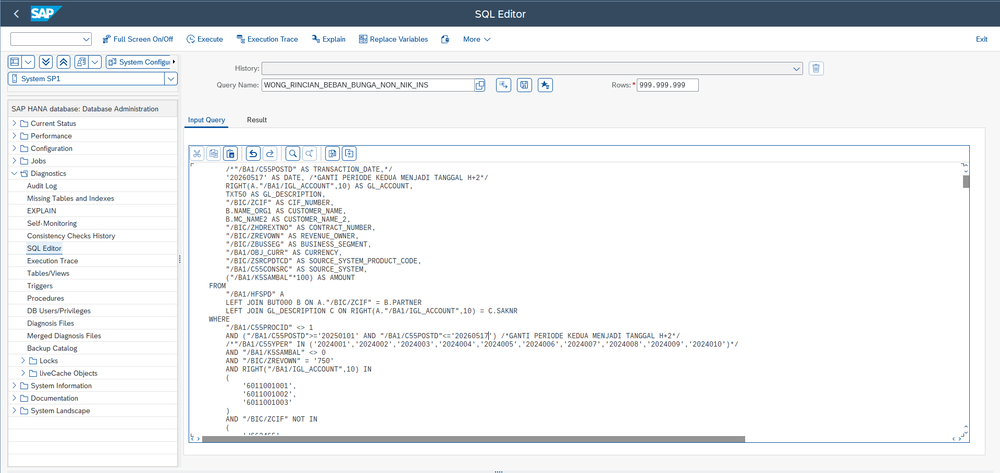 SAP
SQL Editor
Full Screen On/Off
Execute
Execution Trace
Explain
Replace Variables
More
Exit
System Configur
System SP1
SAP HANA database: Database Administration
Current Status
Performance
Configuration
Jobs
Diagnostics
Audit Log
Missing Tables and Indexes
EXPLAIN
Self-Monitoring
Consistency Checks History
SQL Editor
Execution Trace
Tables/Views
Triggers
Procedures
DB Users/Privileges
Diagnosis Files
Merged Diagnosis Files
Backup Catalog
Locks
liveCache Objects
System Information
Documentation
System Landscape
History:
Query Name: WONG_RINCIAN_BEBAN_BUNGA_NON_NIK_INS
Rows:* 999.999.999
Input Query
Result
/*"/BA1/C55POSTD" AS TRANSACTION_DATE,*/
'20260517' AS DATE, /*GANTI PERIODE KEDUA MENJADI TANGGAL H+2*/
RIGHT(A."/BA1/IGL_ACCOUNT",10) AS GL_ACCOUNT,
TXT50 AS GL_DESCRIPTION,
"/BIC/ZCIF" AS CIF_NUMBER,
B.NAME_ORG1 AS CUSTOMER_NAME,
B.MC_NAME2 AS CUSTOMER_NAME_2,
"/BIC/ZHDREXTNO" AS CONTRACT_NUMBER,
"/BIC/ZREVOWN" AS REVENUE_OWNER,
"/BIC/ZBUSSEG" AS BUSINESS_SEGMENT,
"/BA1/OBJ_CURR" AS CURRENCY,
"/BIC/ZSRCPDTCD" AS SOURCE_SYSTEM_PRODUCT_CODE,
"/BA1/C55CONSRC" AS SOURCE_SYSTEM,
("/BA1/K5SAMBAL"*100) AS AMOUNT
FROM
"/BA1/HFSPD" A
LEFT JOIN BUT000 B ON A."/BIC/ZCIF" = B.PARTNER
LEFT JOIN GL_DESCRIPTION C ON RIGHT(A."/BA1/IGL_ACCOUNT",10) = C.SAKNR
WHERE
"/BA1/C55PROCID" <> 1
AND ("/BA1/C55POSTD">='20250101' AND "/BA1/C55POSTD"<='20260517') /*GANTI PERIODE KEDUA MENJADI TANGGAL H+2*/
/*"/BA1/C55YPER" IN ('2024001','2024002','2024003','2024004','2024005','2024006','2024007','2024008','2024009','2024010')*/
AND "/BA1/K5SAMBAL" <> 0
AND "/BIC/ZREVOWN" = '750'
AND RIGHT("/BA1/IGL_ACCOUNT",10) IN
(
'6011001001',
'6011001002',
'6011001003'
)
AND "/BIC/ZCIF" NOT IN
(